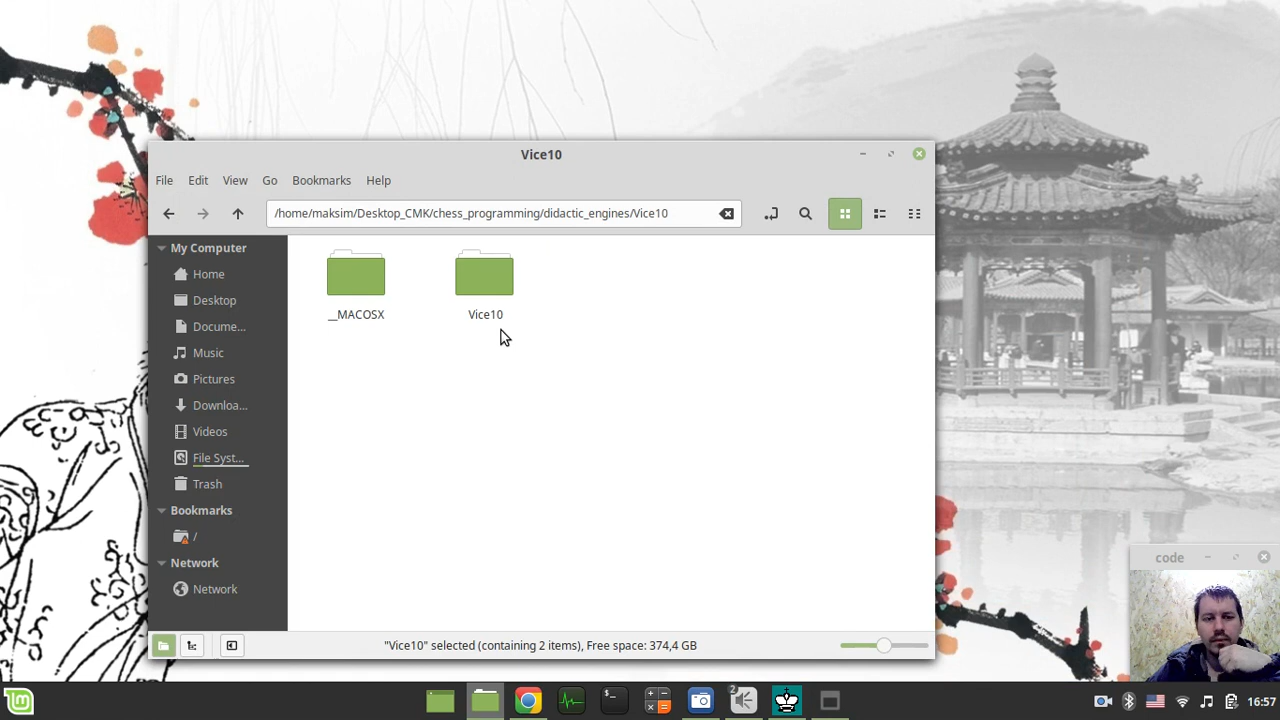 Vice10
File Edit View Go Bookmarks Help
/home/maksim/Desktop_CMK/chess_programming/didactic_engines/Vice10
My Computer
Home
Desktop
Docume...
Music
Pictures
Downloa...
Videos
File Syst...
Trash
Bookmarks
/
Network
Network
__MACOSX
Vice10
"Vice10" selected (containing 2 items), Free space: 374,4 GB
code
2
16:57